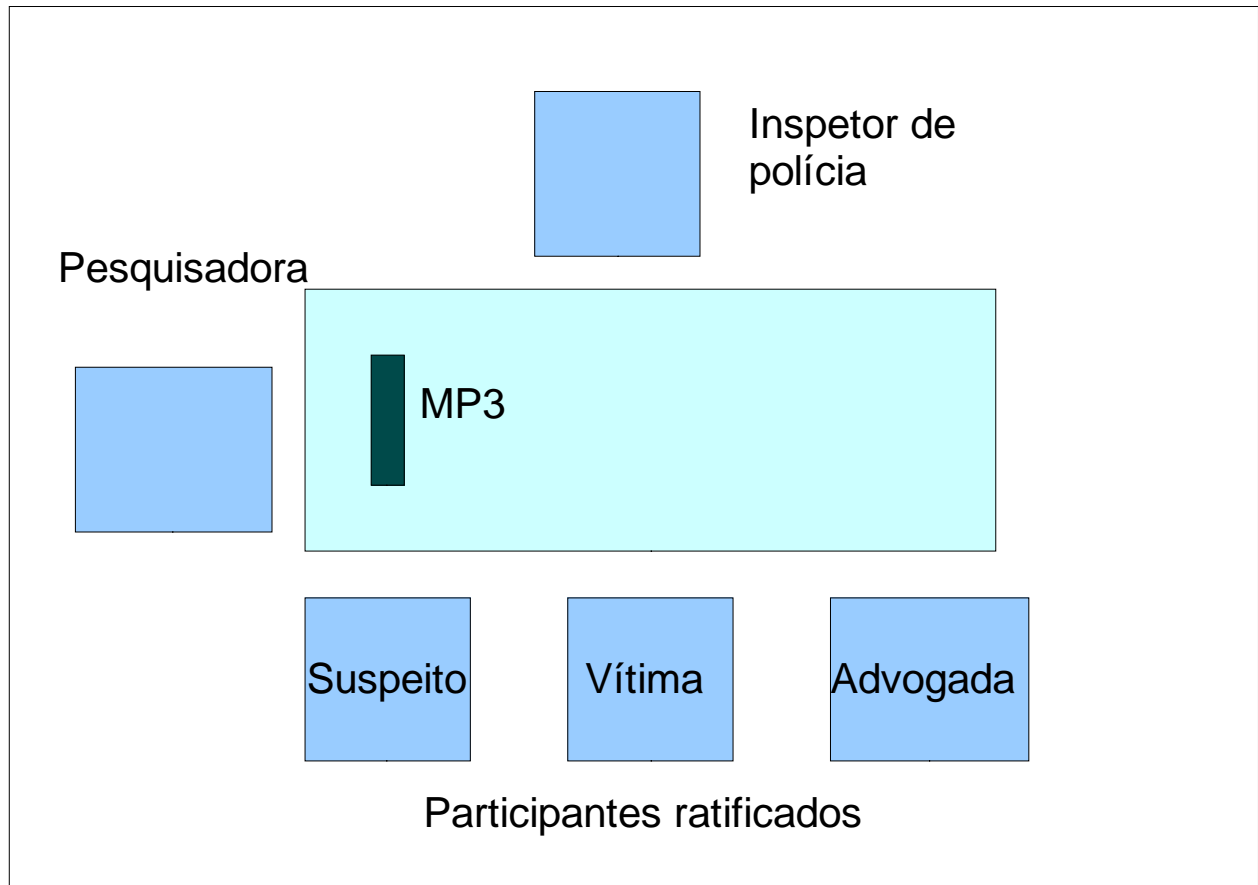 Inspetor de
polícia
Pesquisadora
MP3
Suspeito
Vítima
Advogada
Participantes ratificados